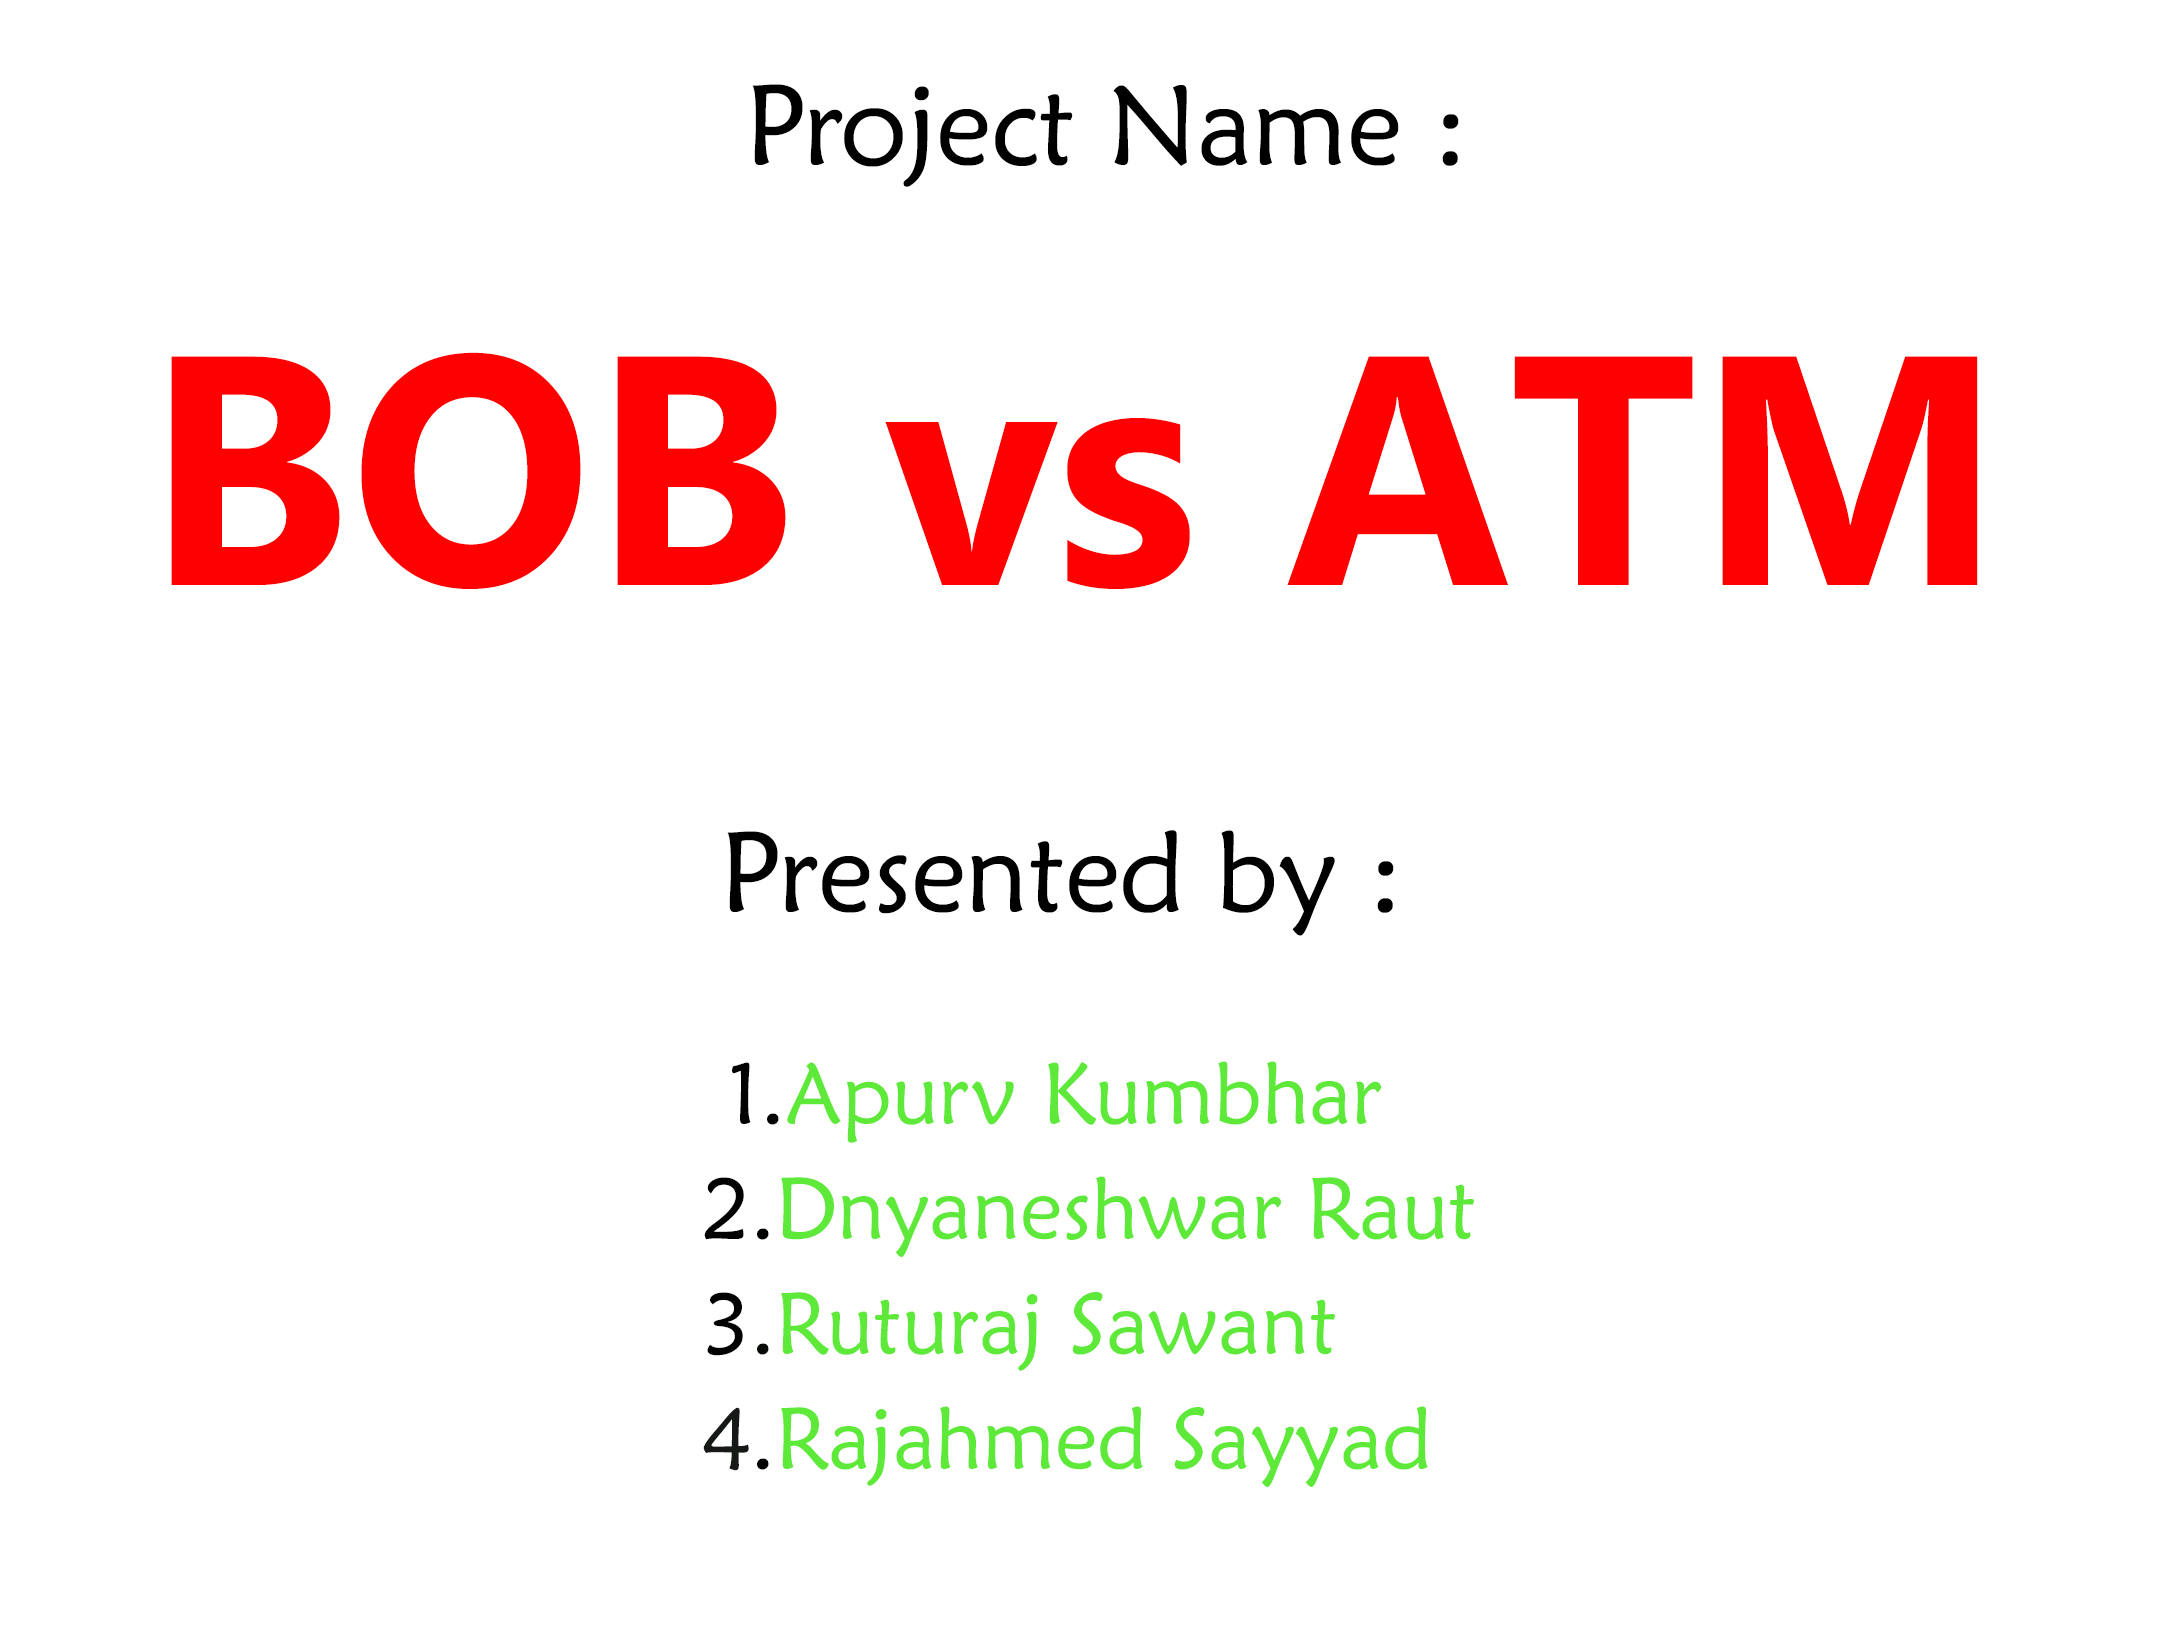 Project Name :
BOB vs ATM
Presented by :
1.Apurv Kumbhar
2.Dnyaneshwar Raut
3.Ruturaj Sawant
4.Rajahmed Sayyad